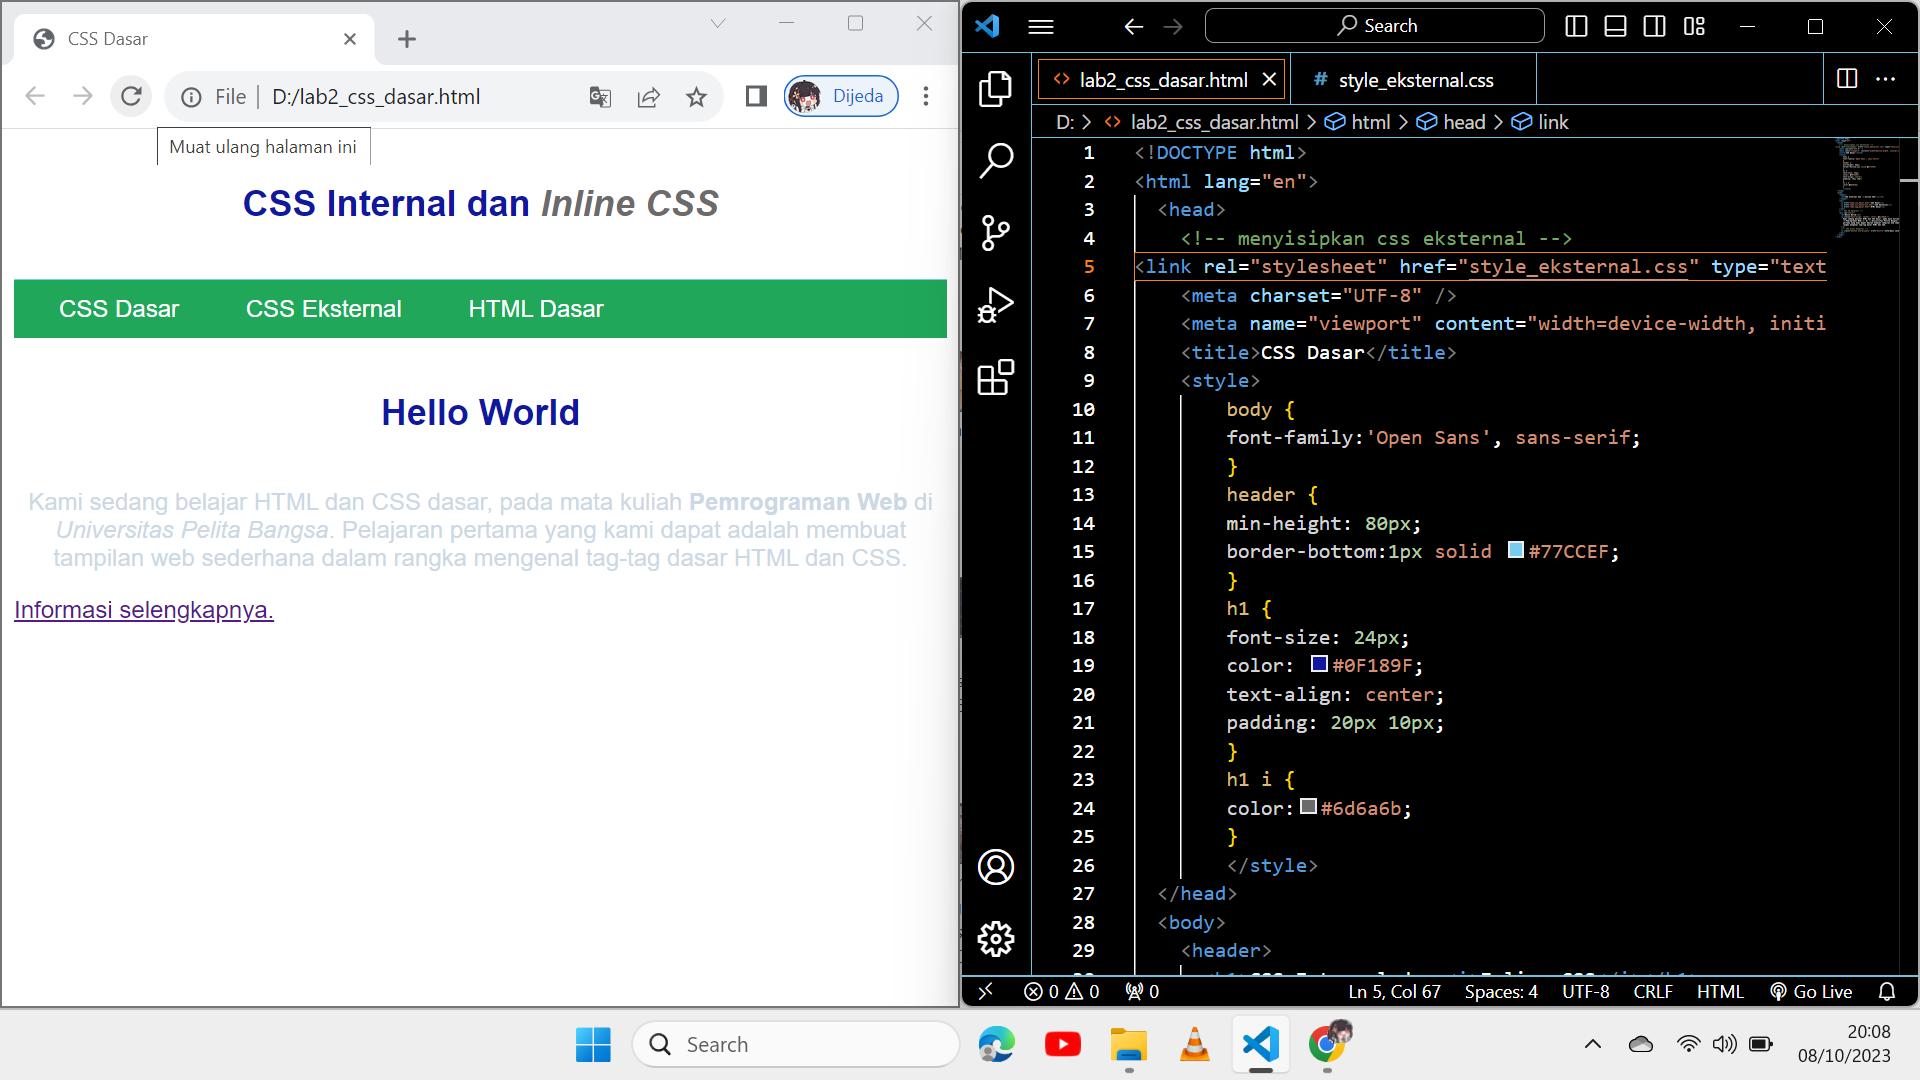 CSS Dasar
File
D:/lab2_css_dasar.html
Dijeda
Muat ulang halaman ini
CSS Internal dan Inline CSS
CSS Dasar CSS Eksternal HTML Dasar
Hello World
Kami sedang belajar HTML dan CSS dasar, pada mata kuliah Pemrograman Web di
Universitas Pelita Bangsa. Pelajaran pertama yang kami dapat adalah membuat
tampilan web sederhana dalam rangka mengenal tag-tag dasar HTML dan CSS.
Informasi selengkapnya.
Search
lab2_css_dasar.html
# style_eksternal.css
D: > lab2_css_dasar.html > html > head > link
1 <!DOCTYPE html>
2 <html lang="en">
3 <head>
4 <!-- menyisipkan css eksternal -->
5 <link rel="stylesheet" href="style_eksternal.css" type="text
6 <meta charset="UTF-8" />
7 <meta name="viewport" content="width=device-width, initi
8 <title>CSS Dasar</title>
9 <style>
10 body {
11 font-family:'Open Sans', sans-serif;
12 }
13 header {
14 min-height: 80px;
15 border-bottom:1px solid #77CCEF;
16 }
17 h1 {
18 font-size: 24px;
19 color: #0F189F;
20 text-align: center;
21 padding: 20px 10px;
22 }
23 h1 i {
24 color:#6d6a6b;
25 }
26 </style>
27 </head>
28 <body>
29 <header>
0 0 0
Ln 5, Col 67 Spaces: 4 UTF-8 CRLF HTML Go Live
Search
20:08
08/10/2023